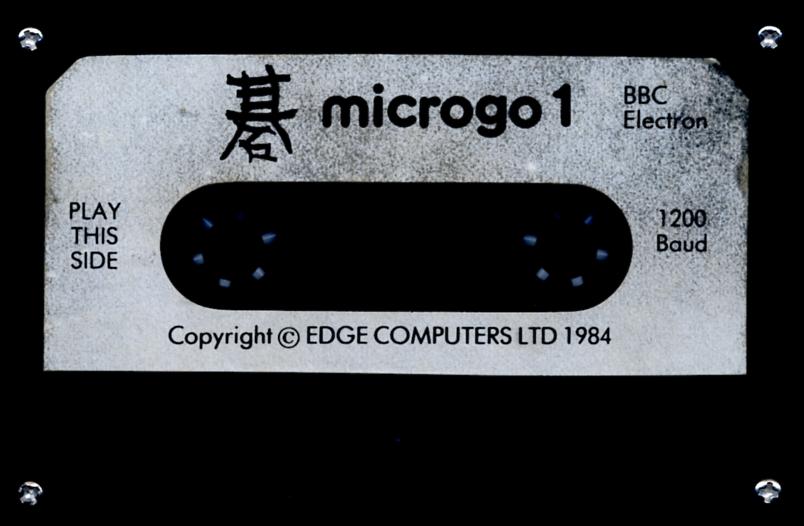 碁 microgo 1
BBC
Electron
PLAY
THIS
SIDE
1200
Baud
Copyright © EDGE COMPUTERS LTD 1984